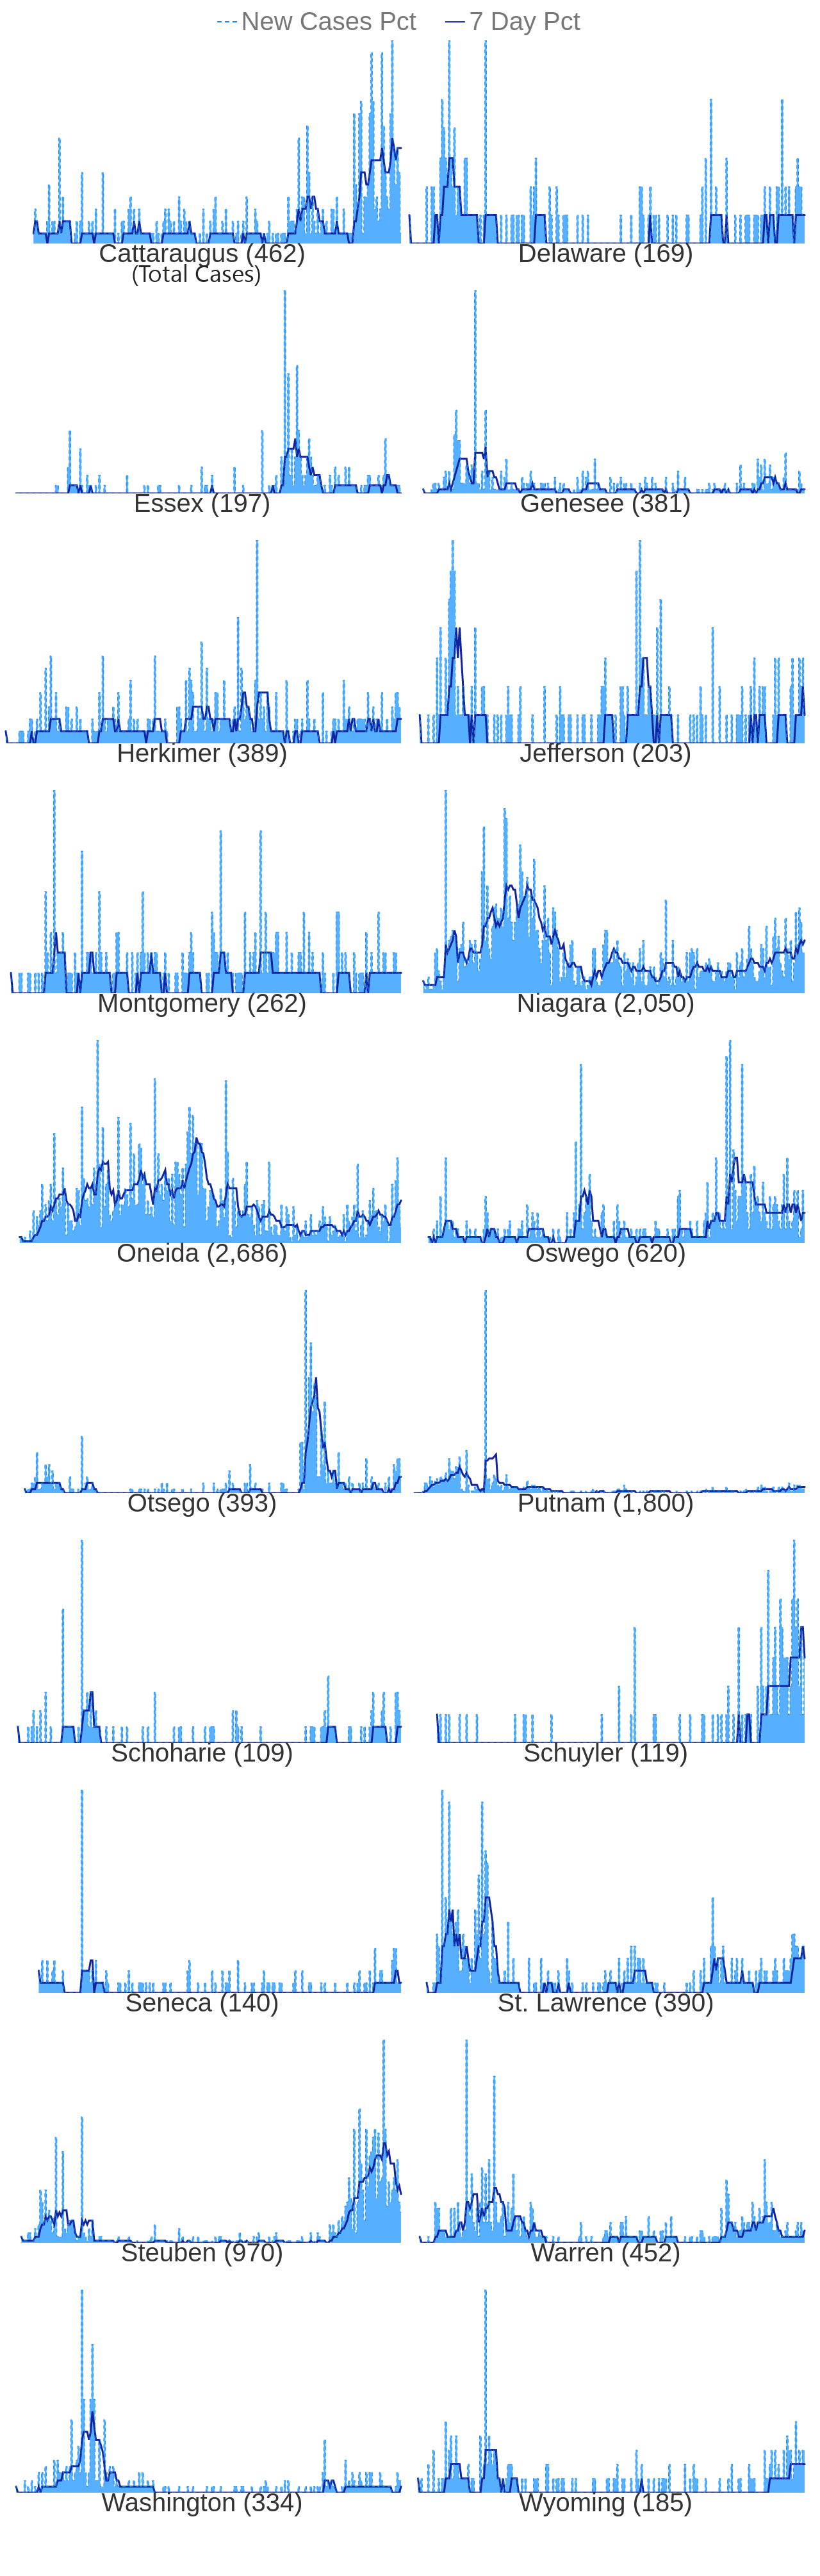 New Cases Pct 7 Day Pct
Cattaraugus (462) Delaware (169)
(Total Cases)
Essex (197) Genesee (381)
Herkimer (389) Jefferson (203)
Montgomery (262) Niagara (2,050)
Oneida (2,686) Oswego (620)
Otsego (393) Putnam (1,800)
Schoharie (109) Schuyler (119)
Seneca (140) St. Lawrence (390)
Steuben (970) Warren (452)
Washington (334) Wyoming (185)